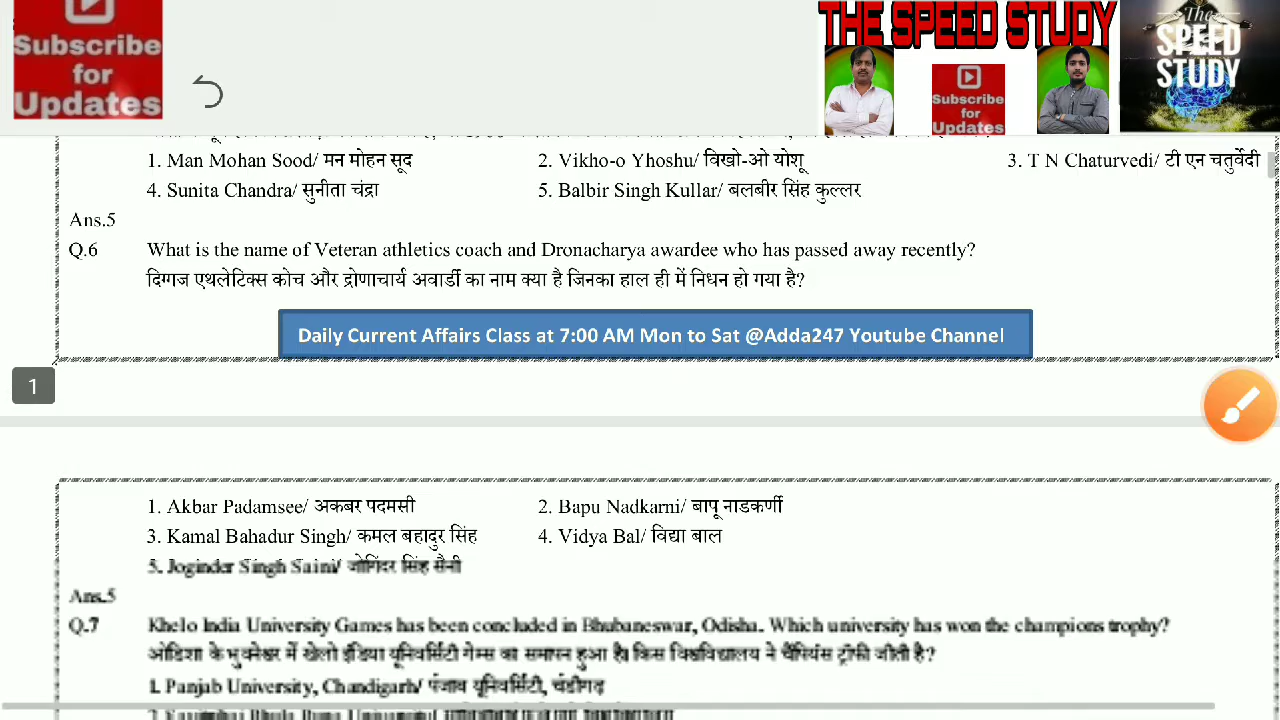 Subscribe
for
Updates
THE SPEED STUDY
Subscribe
for
Updates
The
SPEED
STUDY
1. Man Mohan Sood/ मन मोहन सूद 2. Vikho-o Yhoshu/ विखो-ओ योशू 3. T N Chaturvedi/ टी एन चतुर्वेदी
4. Sunita Chandra/ सुनीता चंद्रा 5. Balbir Singh Kullar/ बलबीर सिंह कुल्लर
Ans.5
Q.6 What is the name of Veteran athletics coach and Dronacharya awardee who has passed away recently?
दिग्गज एथलेटिक्स कोच और द्रोणाचार्य अवार्डी का नाम क्या है जिनका हाल ही में निधन हो गया है?
Daily Current Affairs Class at 7:00 AM Mon to Sat @Adda247 Youtube Channel
1
1. Akbar Padamsee/ अकबर पदमसी 2. Bapu Nadkarni/ बापू नाडकर्णी
3. Kamal Bahadur Singh/ कमल बहादुर सिंह 4. Vidya Bal/ विद्या बाल
5. Joginder Singh Saini/ जोगिंदर सिंह सैनी
Ans.5
Q.7 Khelo India University Games has been concluded in Bhubaneswar, Odisha. Which university has won the champions trophy?
ओडिशा के भुवनेश्वर में खेलो इंडिया यूनिवर्सिटी गेम्स का समापन हुआ है। किस विश्वविद्यालय ने चैंपियंस ट्रॉफी जीती है?
1. Panjab University, Chandigarh/ पंजाब यूनिवर्सिटी, चंडीगढ़